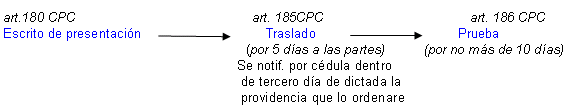 art.180 CPC
Escrito de presentación
art. 185CPC
Traslado
(por 5 días a las partes)
Se notif. por cédula dentro
de tercero día de dictada la
providencia que lo ordenare
art. 186 CPC
Prueba
(por no más de 10 días)